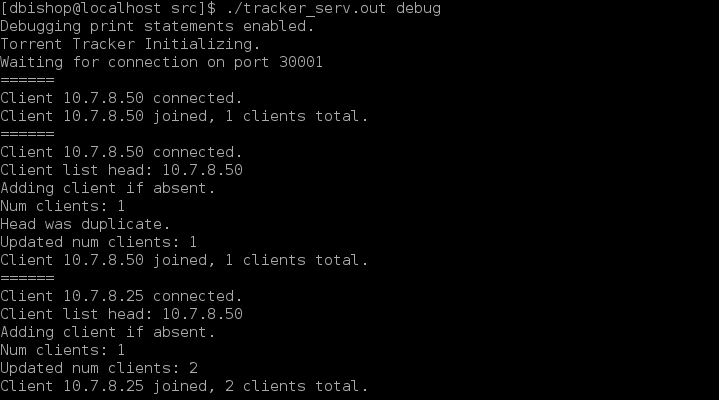 [dbishop@localhost src]$ ./tracker_serv.out debug
Debugging print statements enabled.
Torrent Tracker Initializing.
Waiting for connection on port 30001
======
Client 10.7.8.50 connected.
Client 10.7.8.50 joined, 1 clients total.
======
Client 10.7.8.50 connected.
Client list head: 10.7.8.50
Adding client if absent.
Num clients: 1
Head was duplicate.
Updated num clients: 1
Client 10.7.8.50 joined, 1 clients total.
======
Client 10.7.8.25 connected.
Client list head: 10.7.8.50
Adding client if absent.
Num clients: 1
Updated num clients: 2
Client 10.7.8.25 joined, 2 clients total.